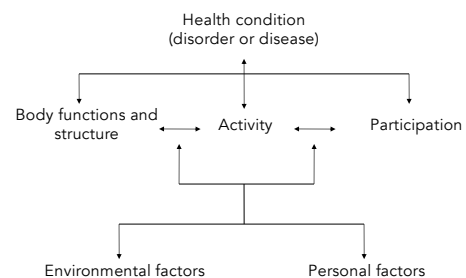 Health condition
(disorder or disease)
Body functions and
structure
Activity
Participation
Environmental factors
Personal factors